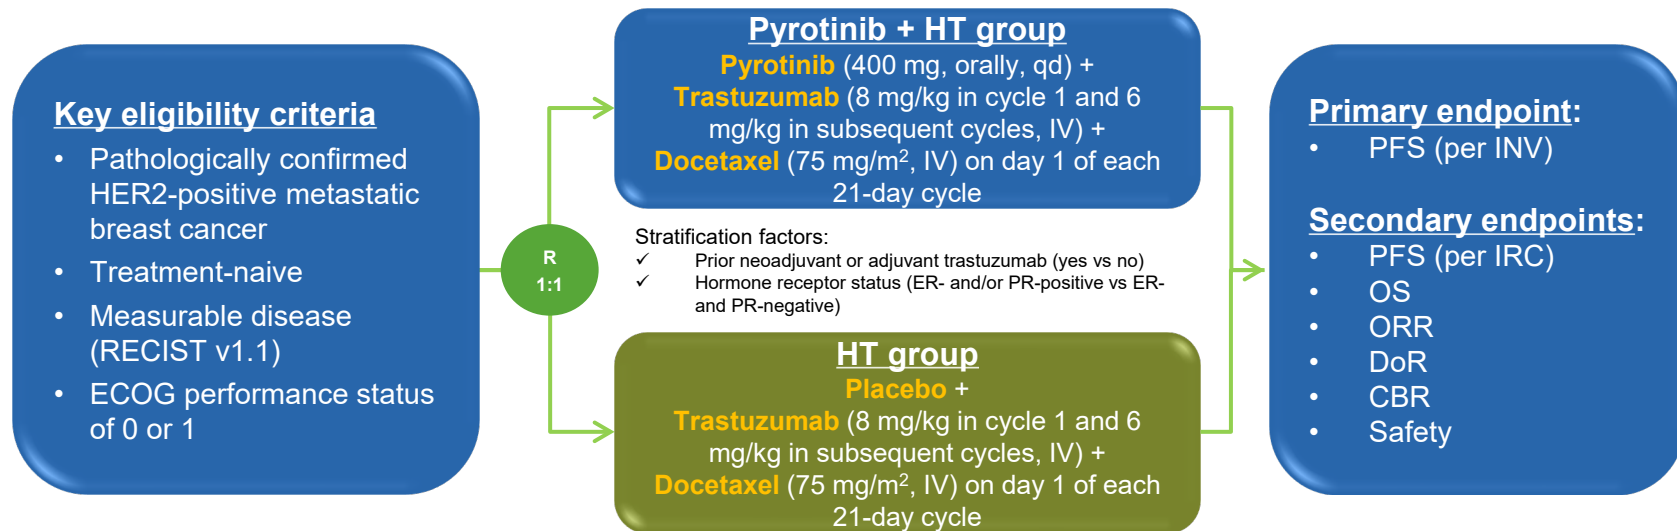 Key eligibility criteria
• Pathologically confirmed
HER2-positive metastatic
breast cancer
• Treatment-naive
• Measurable disease
(RECIST v1.1)
• ECOG performance status
of 0 or 1
R
1:1
Pyrotinib + HT group
Pyrotinib (400 mg, orally, qd) +
Trastuzumab (8 mg/kg in cycle 1 and 6
mg/kg in subsequent cycles, IV) +
Docetaxel (75 mg/m², IV) on day 1 of each
21-day cycle
Stratification factors:
✓ Prior neoadjuvant or adjuvant trastuzumab (yes vs no)
✓ Hormone receptor status (ER- and/or PR-positive vs ER-
and PR-negative)
HT group
Placebo +
Trastuzumab (8 mg/kg in cycle 1 and 6
mg/kg in subsequent cycles, IV) +
Docetaxel (75 mg/m², IV) on day 1 of each
21-day cycle
Primary endpoint:
• PFS (per INV)
Secondary endpoints:
• PFS (per IRC)
• OS
• ORR
• DoR
• CBR
• Safety